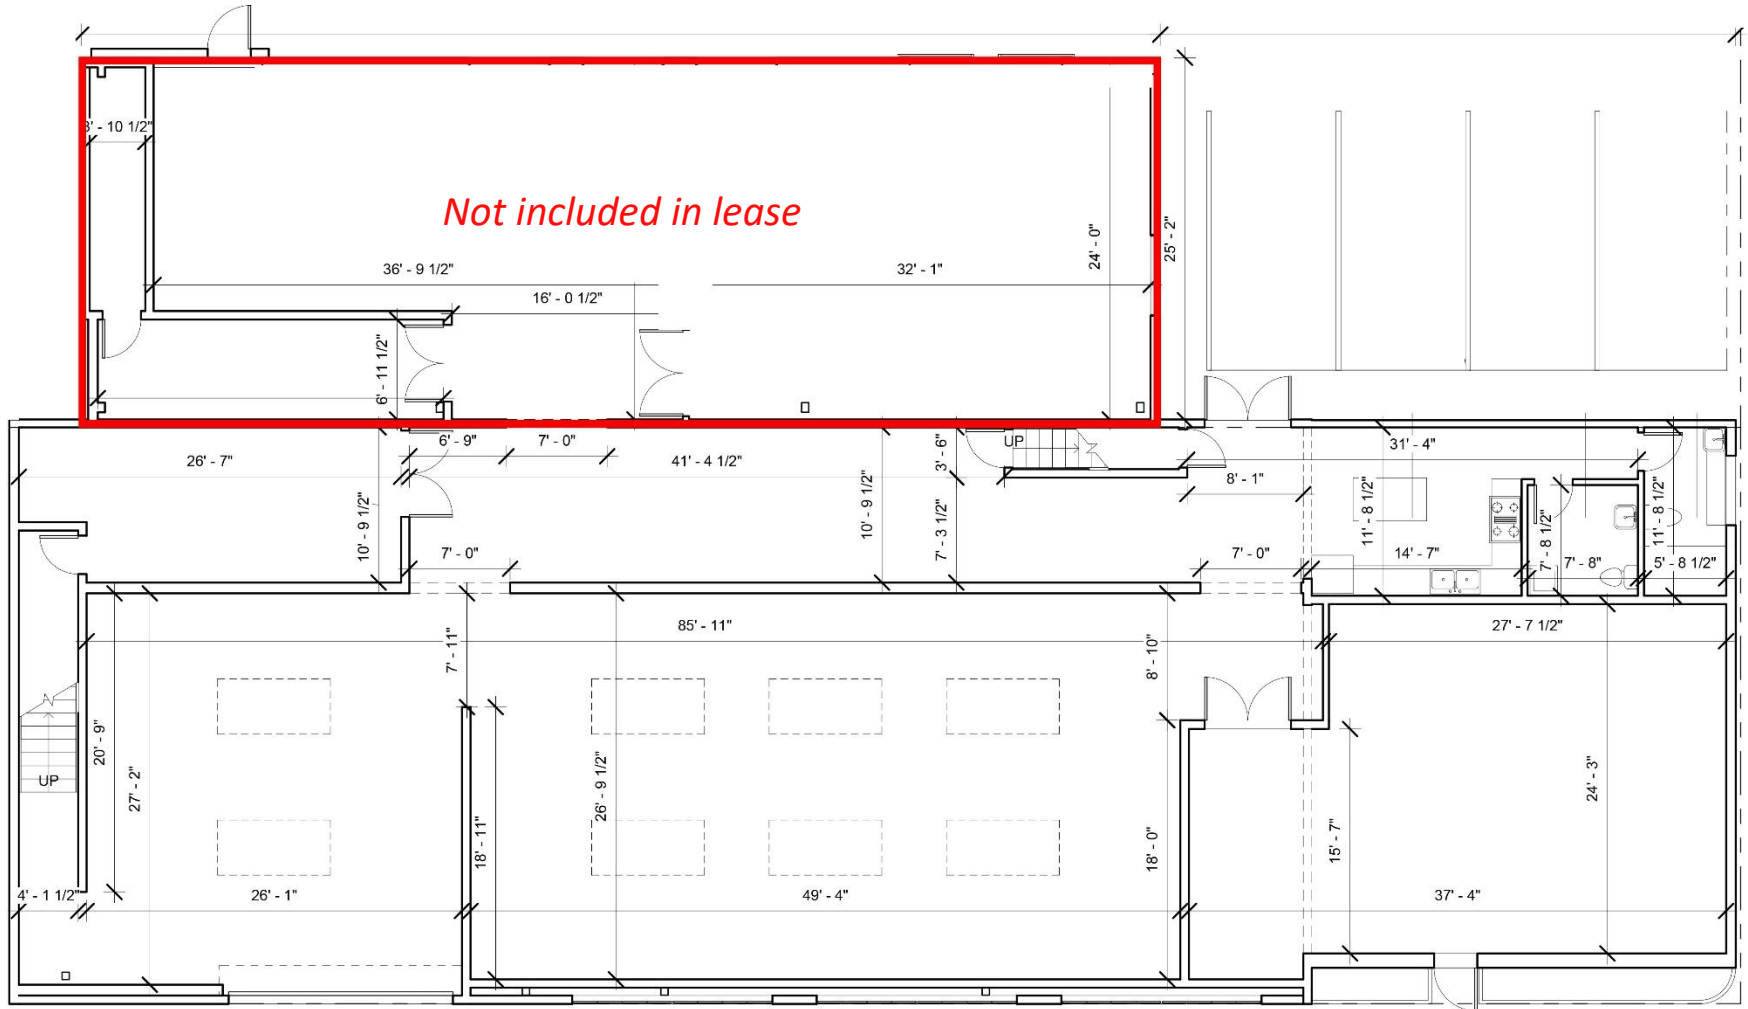 3' - 10 1/2"
Not included in lease
24' - 0"
25' - 2"
36' - 9 1/2"
32' - 1"
16' - 0 1/2"
6' - 11 1/2"
26' - 7"
6' - 9"
7' - 0"
41' - 4 1/2"
3' - 6"
UP
31' - 4"
8' - 1"
10' - 9 1/2"
10' - 9 1/2"
7' - 3 1/2"
11' - 8 1/2"
7' - 8 1/2"
11' - 8 1/2"
7' - 0"
7' - 0"
14' - 7"
7' - 8"
5' - 8 1/2"
85' - 11"
27' - 7 1/2"
7' - 11"
8' - 10"
20' - 9"
UP
27' - 2"
26' - 9 1/2"
24' - 3"
18' - 11"
18' - 0"
15' - 7"
4' - 1 1/2"
26' - 1"
49' - 4"
37' - 4"